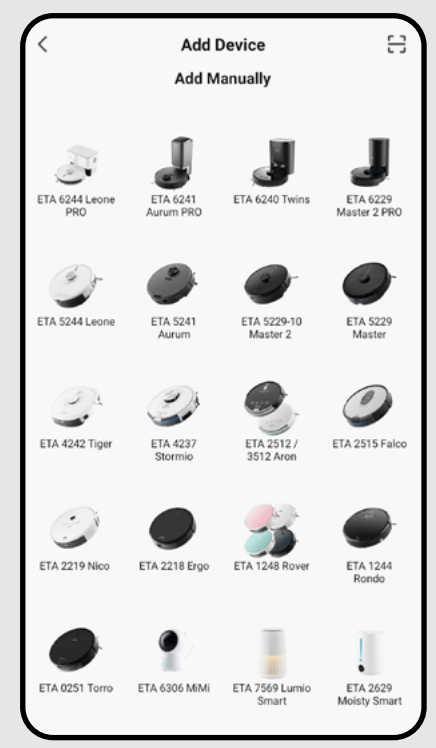 Add Device
Add Manually
ETA 6244 Leone
PRO
ETA 6241
Aurum PRO
ETA 6240 Twins
ETA 6229
Master 2 PRO
ETA 5244 Leone
ETA 5241
Aurum
ETA 5229-10
Master 2
ETA 5229
Master
ETA 4242 Tiger
ETA 4237
Stormio
ETA 2512 /
3512 Aron
ETA 2515 Falco
ETA 2219 Nico
ETA 2218 Ergo
ETA 1248 Rover
ETA 1244
Rondo
ETA 0251 Torro
ETA 6306 MiMi
ETA 7569 Lumio
Smart
ETA 2629
Moisty Smart